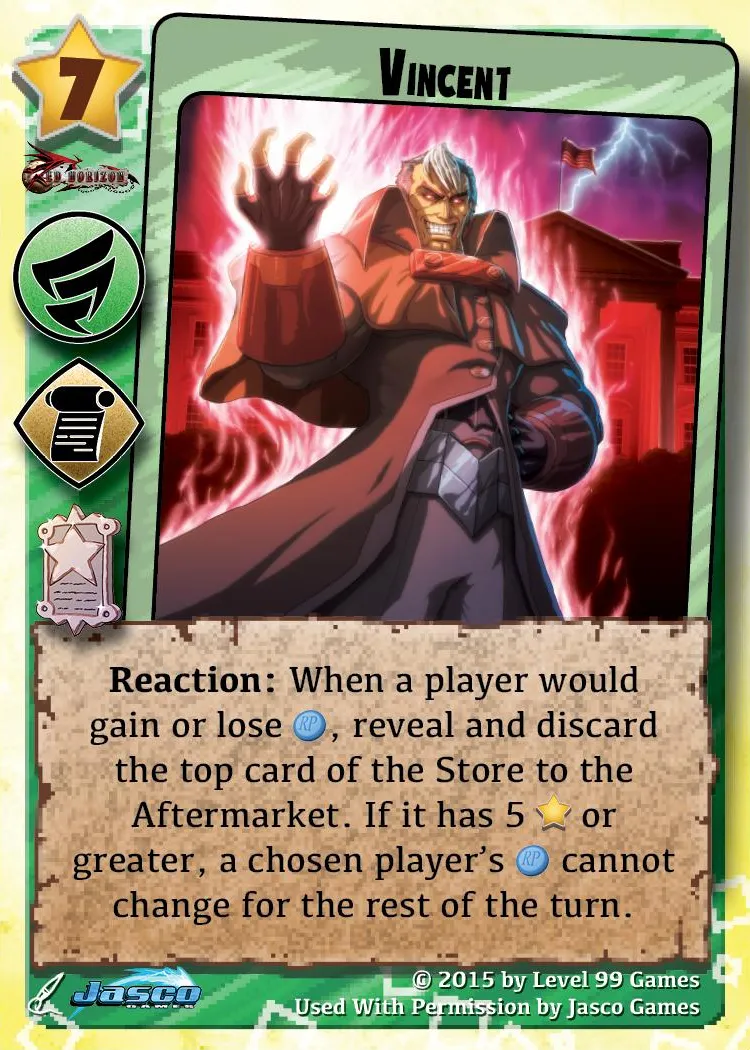 7
VINCENT
RED HORIZON
Reaction: When a player would
gain or lose RP, reveal and discard
the top card of the Store to the
Aftermarket. If it has 5 or
greater, a chosen player's RP cannot
change for the rest of the turn.
Jasco
GAMES
© 2015 by Level 99 Games
Used With Permission by Jasco Games